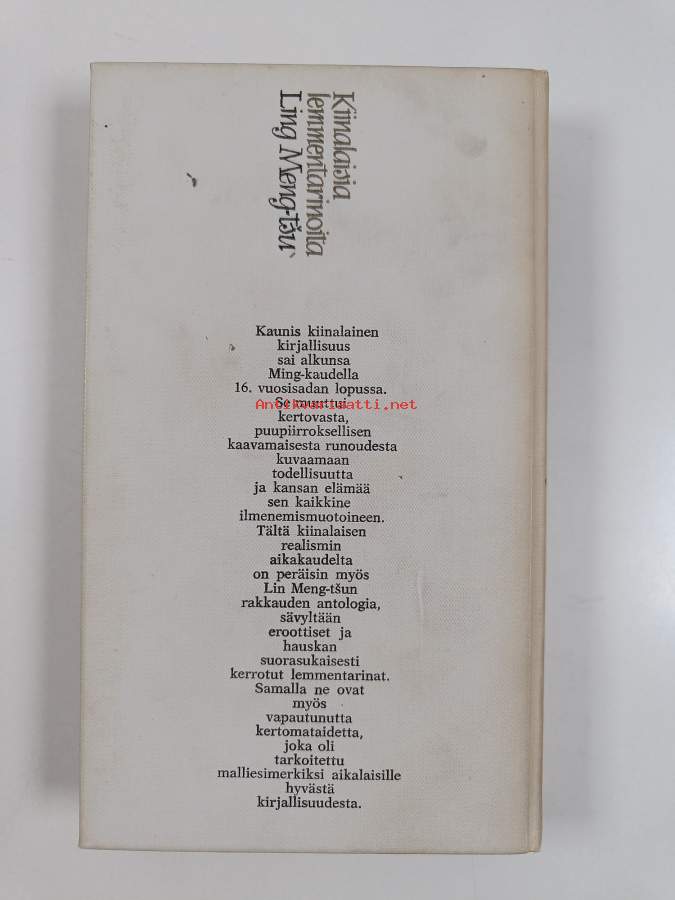 Kiinalaisia
lemmentarinoita
Ling Meng-tšu
Kaunis kiinalainen
kirjallisuus
sai alkunsa
Ming-kaudella
16. vuosisadan lopussa.
Se muuttui
Antikvariaatti.net
kertovasta,
puupiirroksellisen
kaavamaisesta runoudesta
kuvaamaan
todellisuutta
ja kansan elämää
sen kaikkine
ilmenemismuotoineen.
Tältä kiinalaisen
realismin
aikakaudelta
on peräisin myös
Lin Meng-tšun
rakkauden antologia,
sävyltään
eroottiset ja
hauskan
suorasukaisesti
kerrotut lemmentarinat.
Samalla ne ovat
myös
vapautunutta
kertomataidetta,
joka oli
tarkoitettu
malliesimerkiksi aikalaisille
hyvästä
kirjallisuudesta.